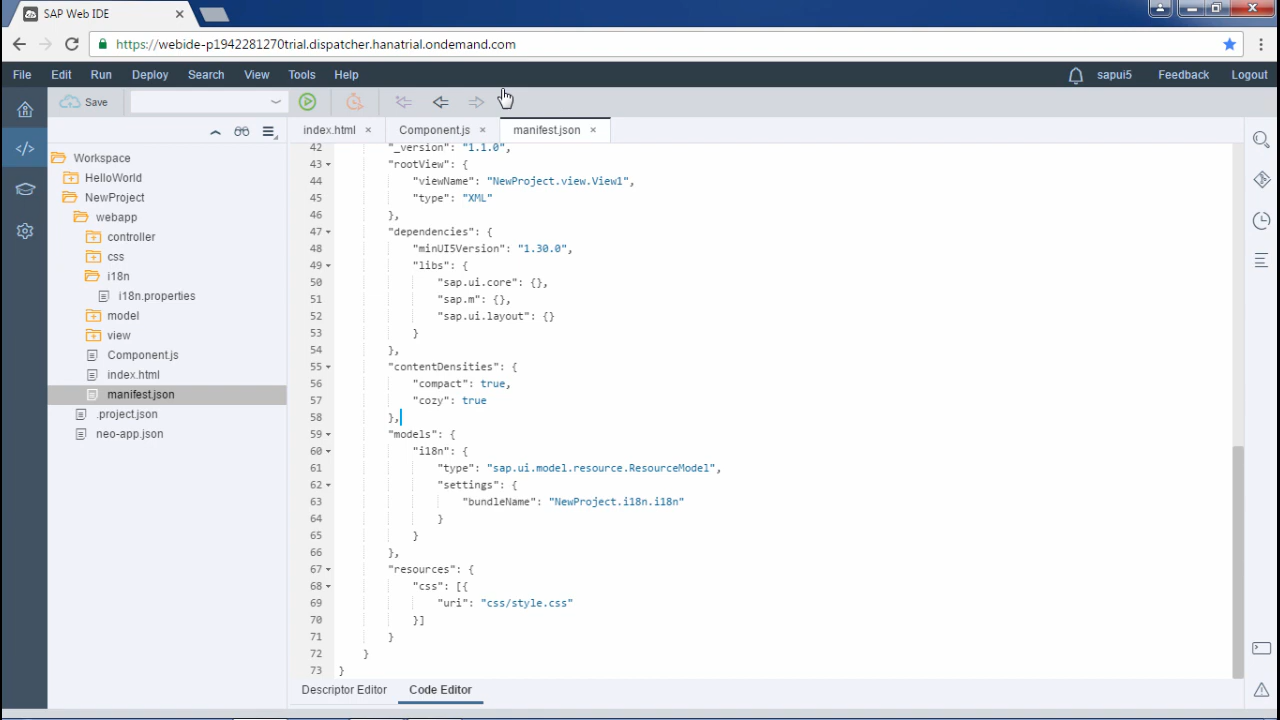 SAP Web IDE
https://webide-p1942281270trial.dispatcher.hanatrial.ondemand.com
File Edit Run Deploy Search View Tools Help sapui5 Feedback Logout
Save
index.html × Component.js × manifest.json ×
Workspace
HelloWorld
NewProject
webapp
controller
css
i18n
i18n.properties
model
view
Component.js
index.html
manifest.json
.project.json
neo-app.json
42 "_version": "1.1.0",
43 "rootView": {
44 "viewName": "NewProject.view.View1",
45 "type": "XML"
46 },
47 "dependencies": {
48 "minUI5Version": "1.30.0",
49 "libs": {
50 "sap.ui.core": {},
51 "sap.m": {},
52 "sap.ui.layout": {}
53 }
54 },
55 "contentDensities": {
56 "compact": true,
57 "cozy": true
58 },
59 "models": {
60 "i18n": {
61 "type": "sap.ui.model.resource.ResourceModel",
62 "settings": {
63 "bundleName": "NewProject.i18n.i18n"
64 }
65 }
66 },
67 "resources": {
68 "css": [{
69 "uri": "css/style.css"
70 }]
71 }
72 }
73 }
Descriptor Editor Code Editor